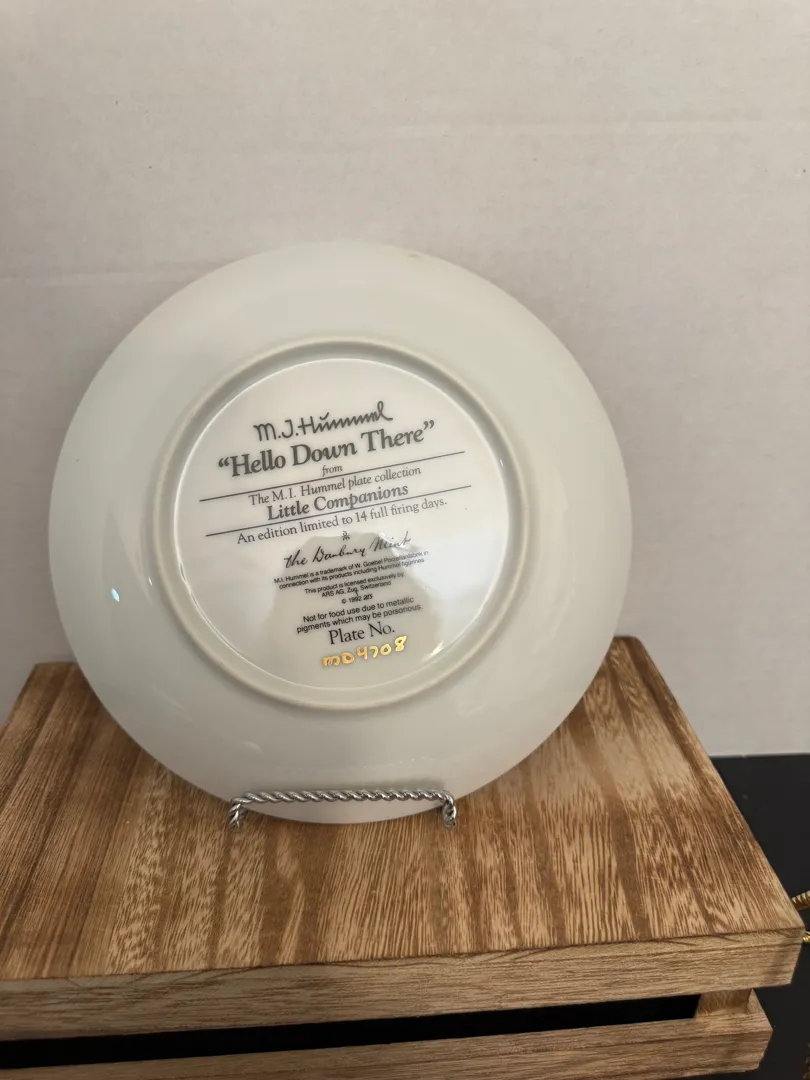 M.J.Hummel
“Hello Down There”
from
The M.I. Hummel plate collection
Little Companions
An edition limited to 14 full firing days.
The Danbury Mint
M.I. Hummel is a trademark of W. Goebel Porzellanfabrik in
connection with its products including Hummel figurines.
This product is licensed exclusively by
ARS AG, Zug, Switzerland
© 1992 ars
Not for food use due to metallic
pigments which may be poisonous.
Plate No.
MD4708